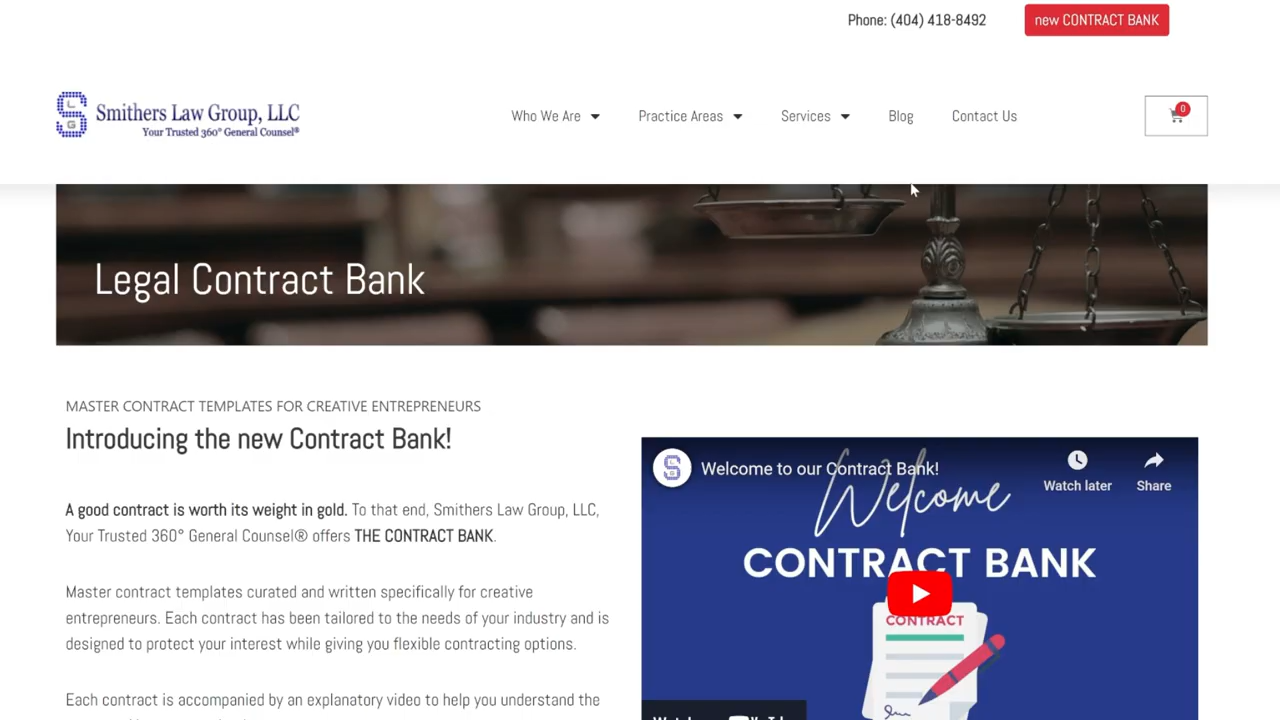 Phone: (404) 418-8492
new CONTRACT BANK
S
L
G
Smithers Law Group, LLC
Your Trusted 360° General Counsel®
Who We Are
Practice Areas
Services
Blog
Contact Us
0
Legal Contract Bank
MASTER CONTRACT TEMPLATES FOR CREATIVE ENTREPRENEURS
Introducing the new Contract Bank!
A good contract is worth its weight in gold. To that end, Smithers Law Group, LLC,
Your Trusted 360° General Counsel® offers THE CONTRACT BANK.
Master contract templates curated and written specifically for creative
entrepreneurs. Each contract has been tailored to the needs of your industry and is
designed to protect your interest while giving you flexible contracting options.
Each contract is accompanied by an explanatory video to help you understand the
Welcome to our Contract Bank!
Watch later
Share
Welcome
CONTRACT BANK
CONTRACT